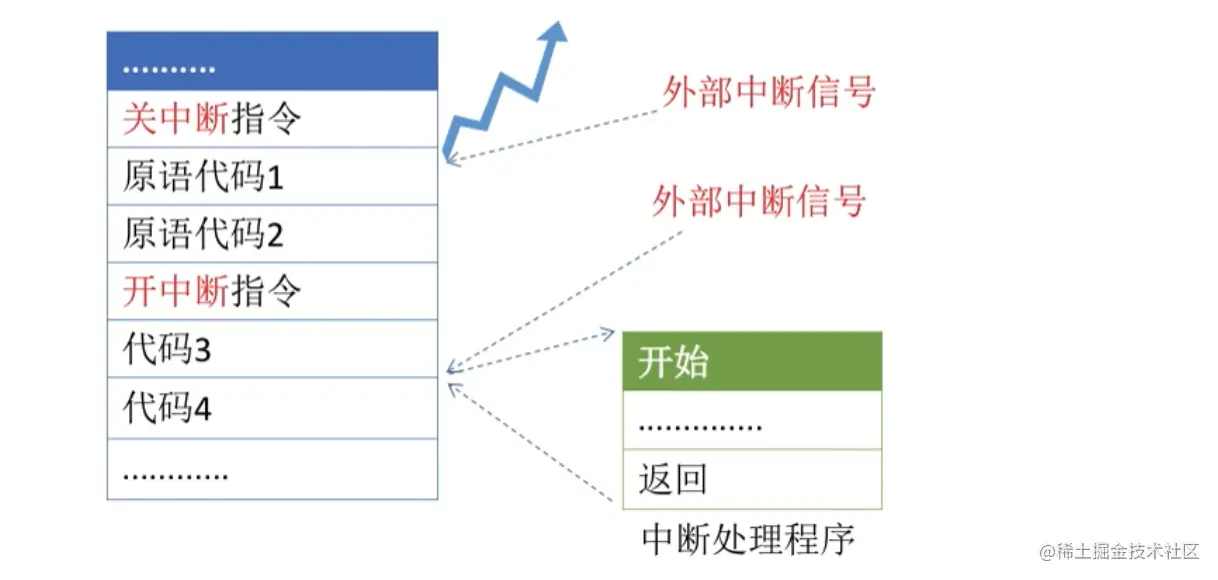 ..........
关中断指令
外部中断信号
原语代码1
外部中断信号
原语代码2
开中断指令
代码3
代码4
............
开始
..............
返回
中断处理程序
@稀土掘金技术社区